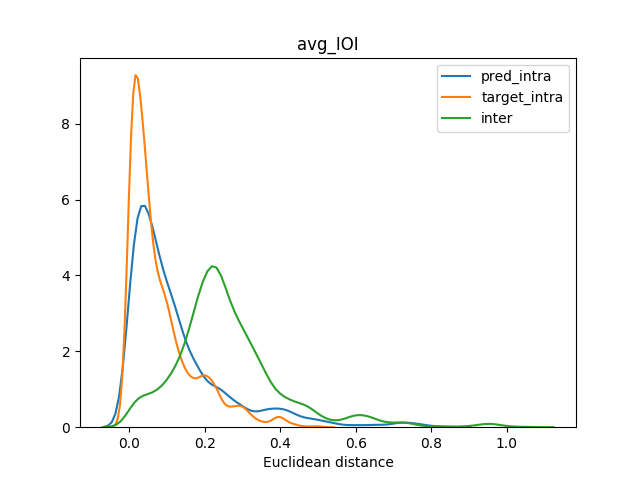 avg_IOI
pred_intra
target_intra
inter
8
6
4
2
0
0.0 0.2 0.4 0.6 0.8 1.0
Euclidean distance